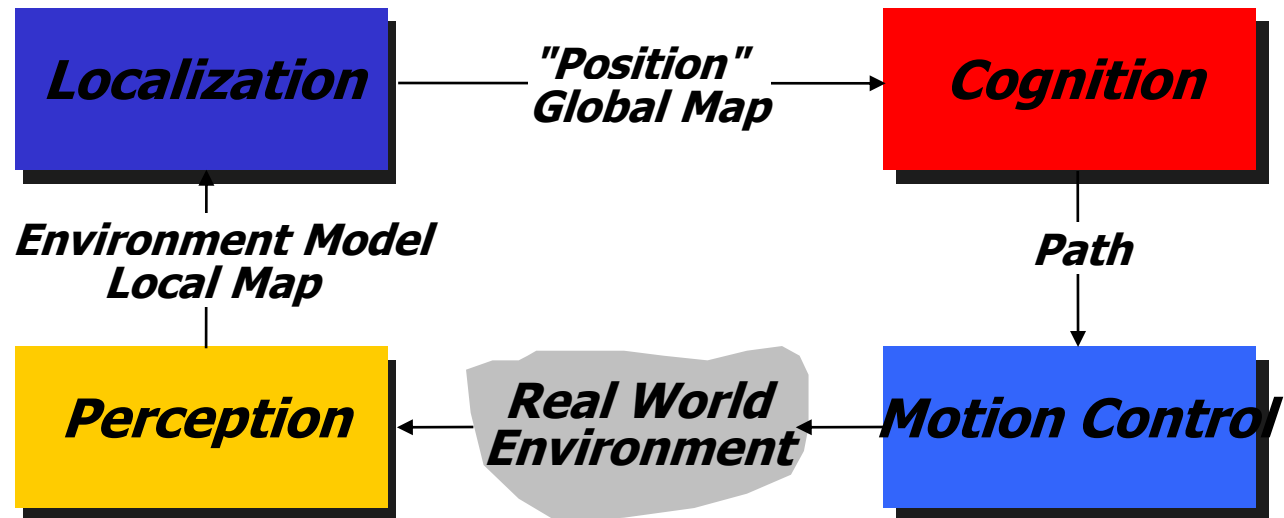 Localization
"Position"
Global Map
Cognition
Environment Model
Local Map
Path
Perception
Real World
Environment
Motion Control